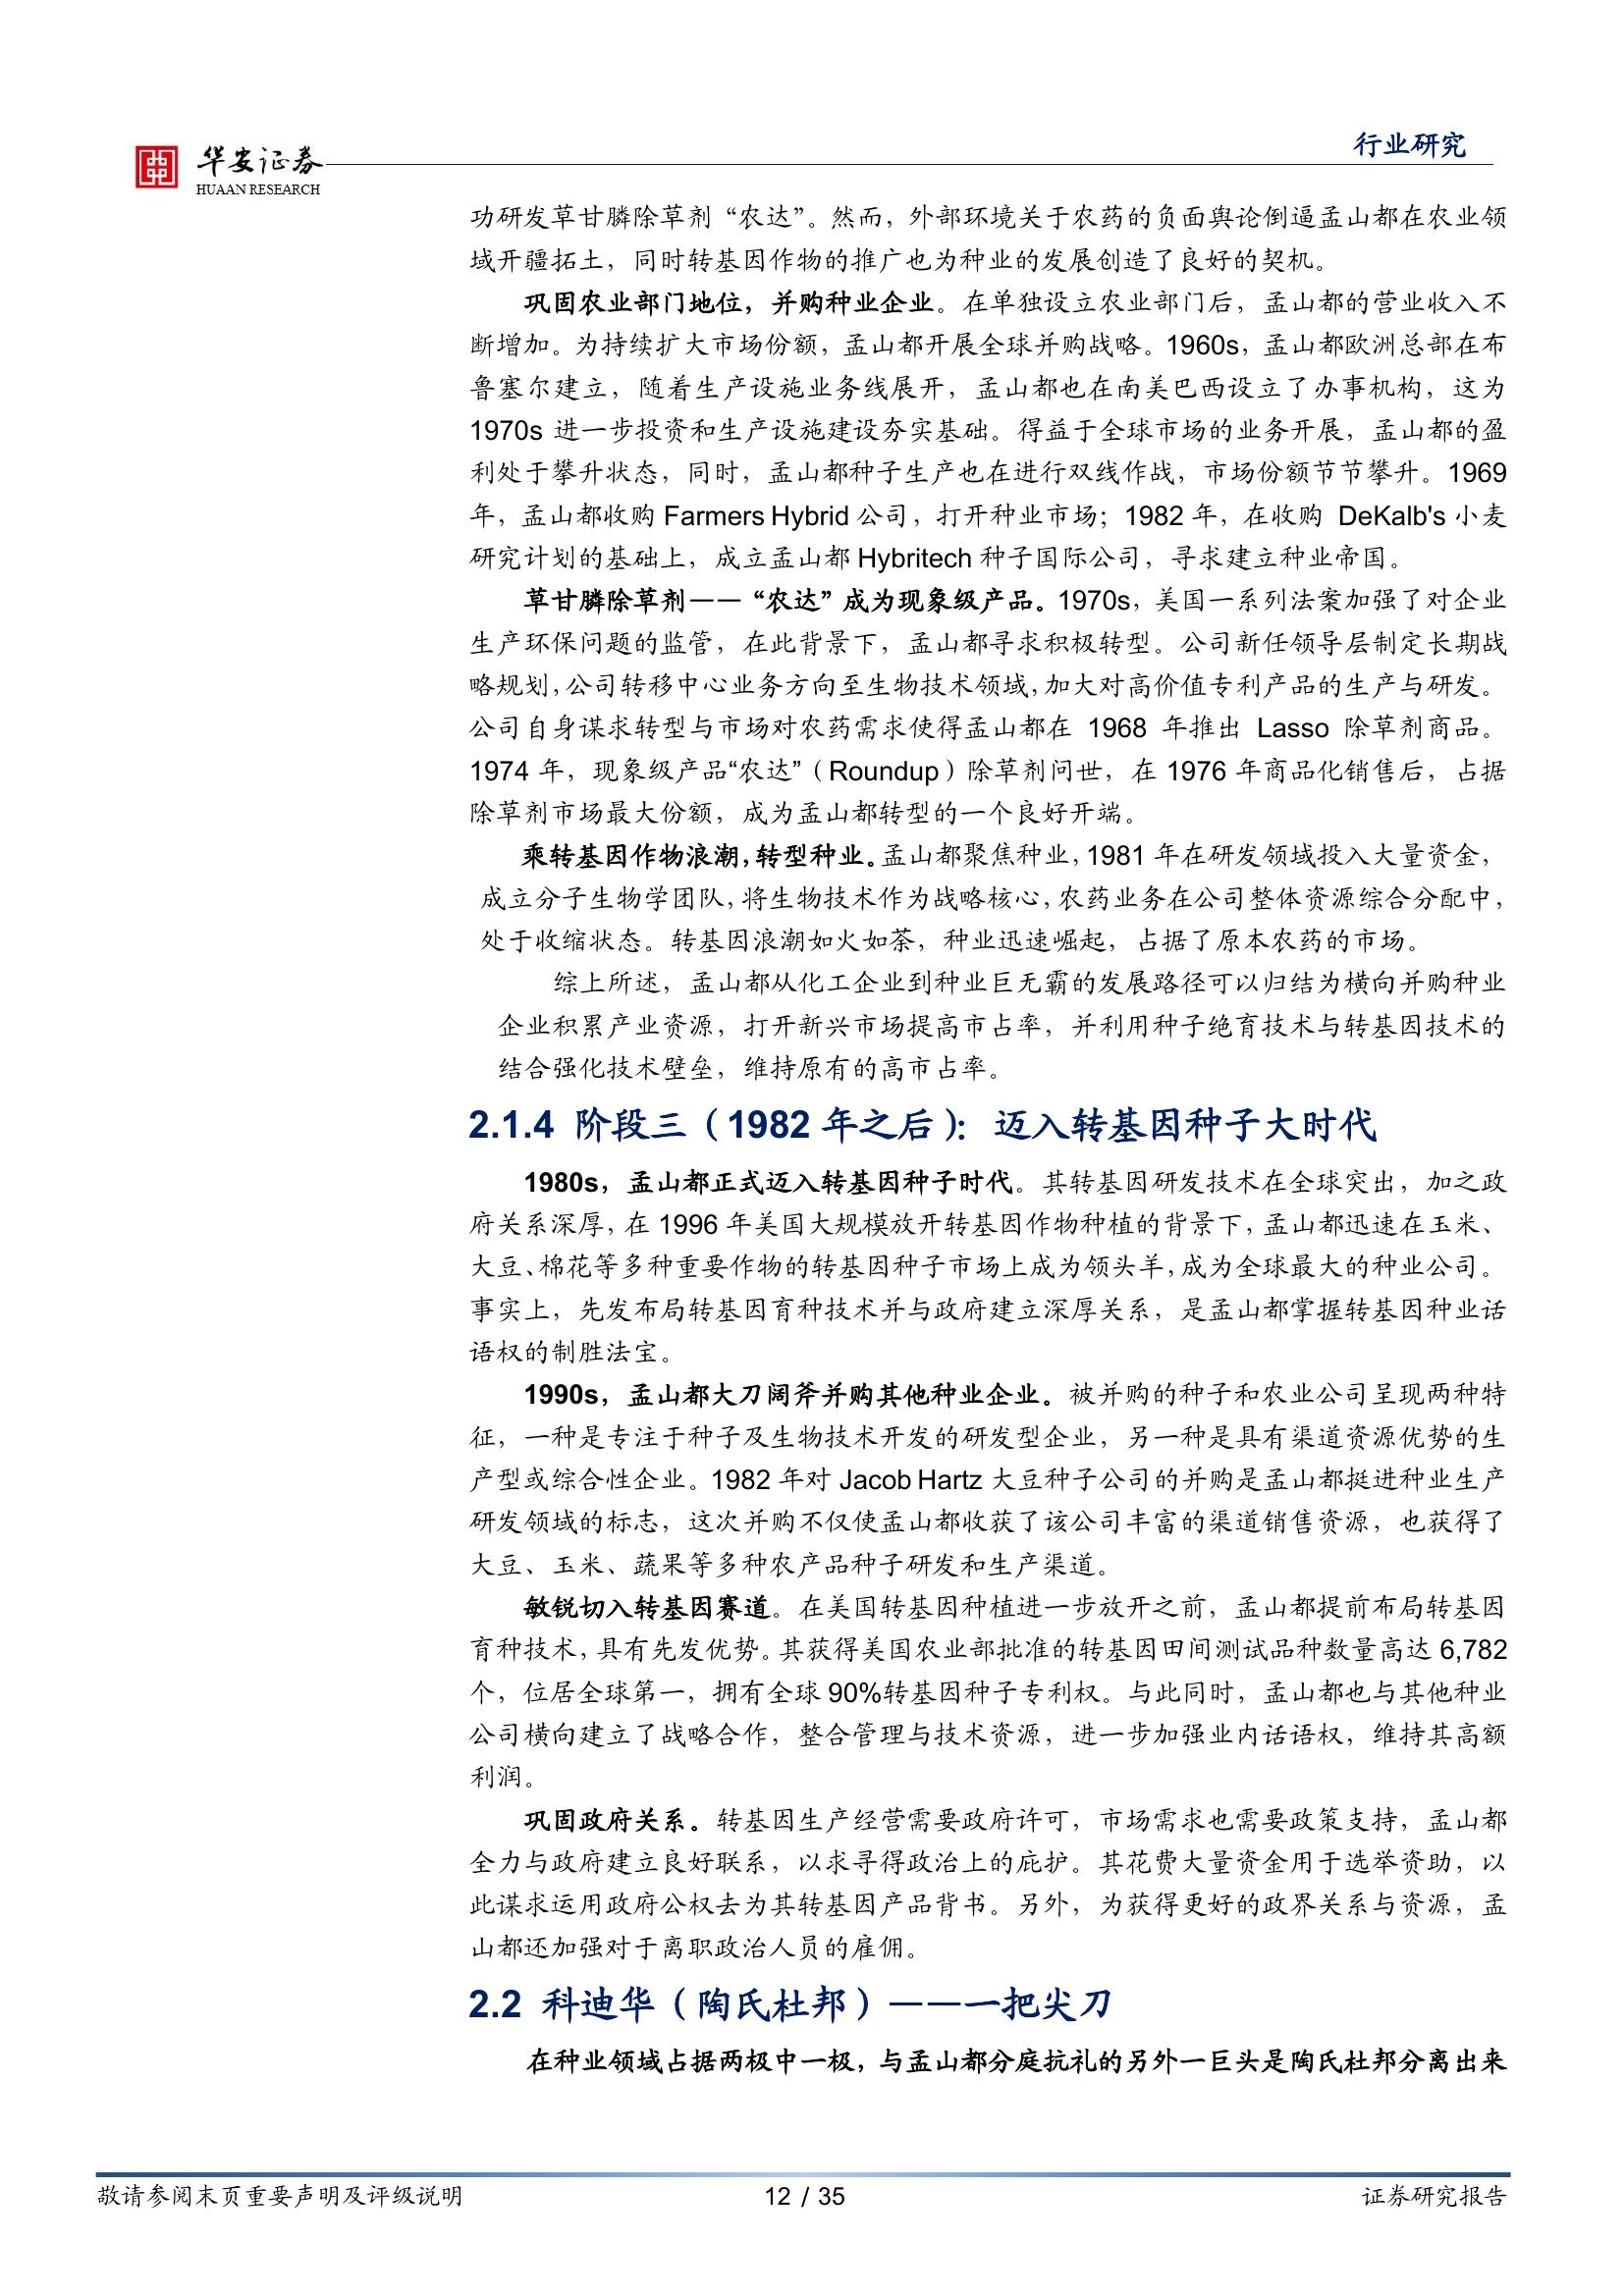 华安证券
HUAAN RESEARCH
行业研究
功研发草甘膦除草剂“农达”。然而，外部环境关于农药的负面舆论倒逼孟山都在农业领
域开疆拓土，同时转基因作物的推广也为种业的发展创造了良好的契机。
巩固农业部门地位，并购种业企业。在单独设立农业部门后，孟山都的营业收入不
断增加。为持续扩大市场份额，孟山都开展全球并购战略。1960s，孟山都欧洲总部在布
鲁塞尔建立，随着生产设施业务线展开，孟山都也在南美巴西设立了办事机构，这为
1970s 进一步投资和生产设施建设夯实基础。得益于全球市场的业务开展，孟山都的盈
利处于攀升状态，同时，孟山都种子生产也在进行双线作战，市场份额节节攀升。1969
年，孟山都收购 Farmers Hybrid 公司，打开种业市场；1982 年，在收购 DeKalb's 小麦
研究计划的基础上，成立孟山都 Hybritech 种子国际公司，寻求建立种业帝国。
草甘膦除草剂——“农达”成为现象级产品。1970s，美国一系列法案加强了对企业
生产环保问题的监管，在此背景下，孟山都寻求积极转型。公司新任领导层制定长期战
略规划，公司转移中心业务方向至生物技术领域，加大对高价值专利产品的生产与研发。
公司自身谋求转型与市场对农药需求使得孟山都在 1968 年推出 Lasso 除草剂商品。
1974 年，现象级产品“农达”（Roundup）除草剂问世，在 1976 年商品化销售后，占据
除草剂市场最大份额，成为孟山都转型的一个良好开端。
乘转基因作物浪潮，转型种业。孟山都聚焦种业，1981 年在研发领域投入大量资金，
成立分子生物学团队，将生物技术作为战略核心，农药业务在公司整体资源综合分配中，
处于收缩状态。转基因浪潮如火如荼，种业迅速崛起，占据了原本农药的市场。
综上所述，孟山都从化工企业到种业巨无霸的发展路径可以归结为横向并购种业
企业积累产业资源，打开新兴市场提高市占率，并利用种子绝育技术与转基因技术的
结合强化技术壁垒，维持原有的高市占率。
2.1.4 阶段三（1982 年之后）：迈入转基因种子大时代
1980s，孟山都正式迈入转基因种子时代。其转基因研发技术在全球突出，加之政
府关系深厚，在 1996 年美国大规模放开转基因作物种植的背景下，孟山都迅速在玉米、
大豆、棉花等多种重要作物的转基因种子市场上成为领头羊，成为全球最大的种业公司。
事实上，先发布局转基因育种技术并与政府建立深厚关系，是孟山都掌握转基因种业话
语权的制胜法宝。
1990s，孟山都大刀阔斧并购其他种业企业。被并购的种子和农业公司呈现两种特
征，一种是专注于种子及生物技术开发的研发型企业，另一种是具有渠道资源优势的生
产型或综合性企业。1982 年对 Jacob Hartz 大豆种子公司的并购是孟山都挺进种业生产
研发领域的标志，这次并购不仅使孟山都收获了该公司丰富的渠道销售资源，也获得了
大豆、玉米、蔬果等多种农产品种子研发和生产渠道。
敏锐切入转基因赛道。在美国转基因种植进一步放开之前，孟山都提前布局转基因
育种技术，具有先发优势。其获得美国农业部批准的转基因田间测试品种数量高达 6,782
个，位居全球第一，拥有全球 90%转基因种子专利权。与此同时，孟山都也与其他种业
公司横向建立了战略合作，整合管理与技术资源，进一步加强业内话语权，维持其高额
利润。
巩固政府关系。转基因生产经营需要政府许可，市场需求也需要政策支持，孟山都
全力与政府建立良好联系，以求寻得政治上的庇护。其花费大量资金用于选举资助，以
此谋求运用政府公权去为其转基因产品背书。另外，为获得更好的政界关系与资源，孟
山都还加强对于离职政治人员的雇佣。
2.2 科迪华（陶氏杜邦）——一把尖刀
在种业领域占据两极中一极，与孟山都分庭抗礼的另外一巨头是陶氏杜邦分离出来
敬请参阅末页重要声明及评级说明
12 / 35
证券研究报告